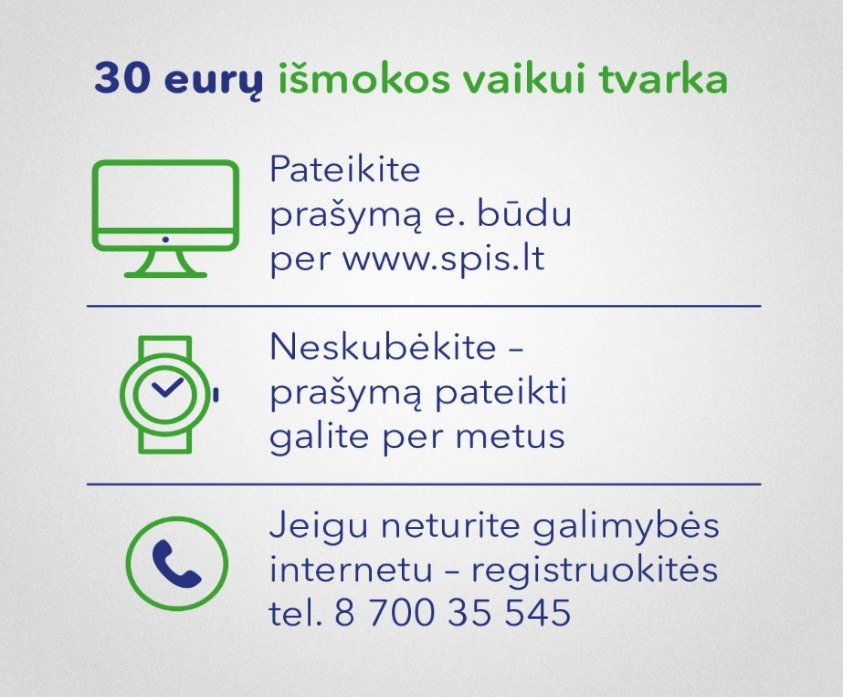 30 eurų išmokos vaikui tvarka
Pateikite
prašymą e. būdu
per www.spis.lt
Neskubėkite –
prašymą pateikti
galite per metus
Jeigu neturite galimybės
internetu – registruokitės
tel. 8 700 35 545